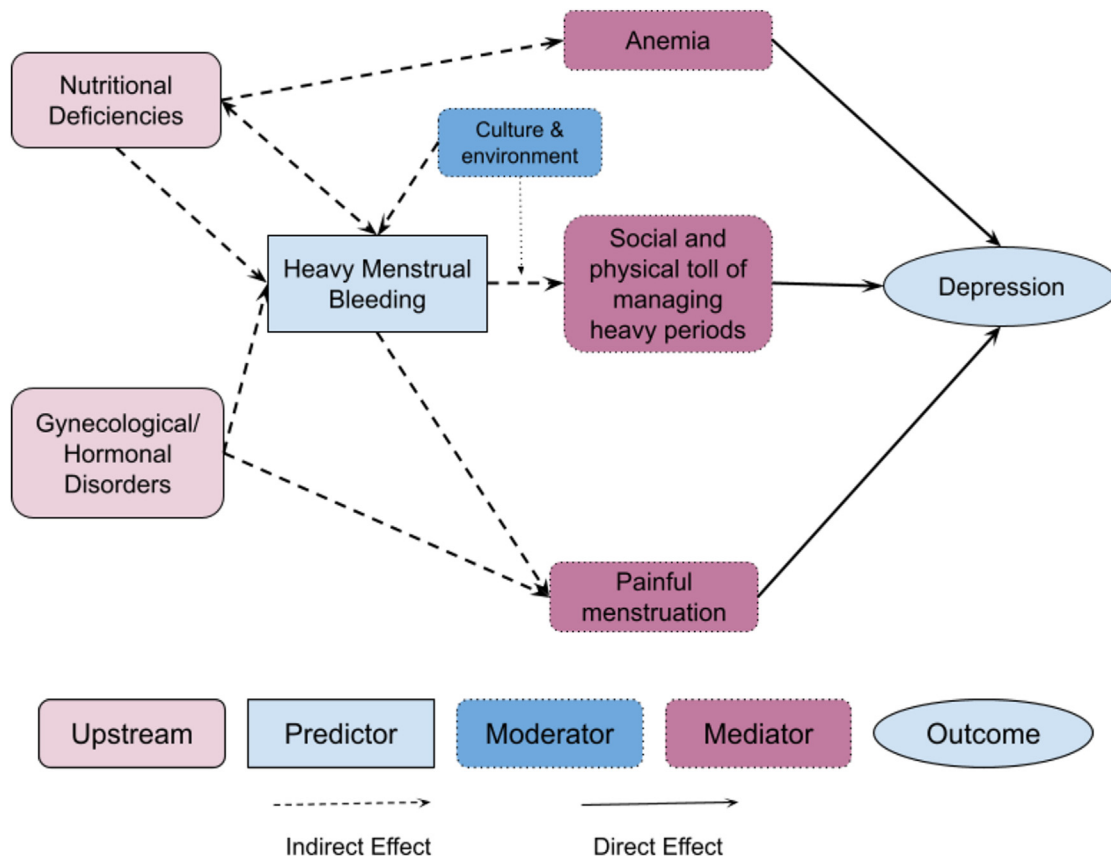 Anemia
Nutritional
Deficiencies
Culture &
environment
Heavy Menstrual
Bleeding
Social and
physical toll of
managing
heavy periods
Depression
Gynecological/
Hormonal
Disorders
Painful
menstruation
Upstream
Predictor
Moderator
Mediator
Outcome
Indirect Effect
Direct Effect